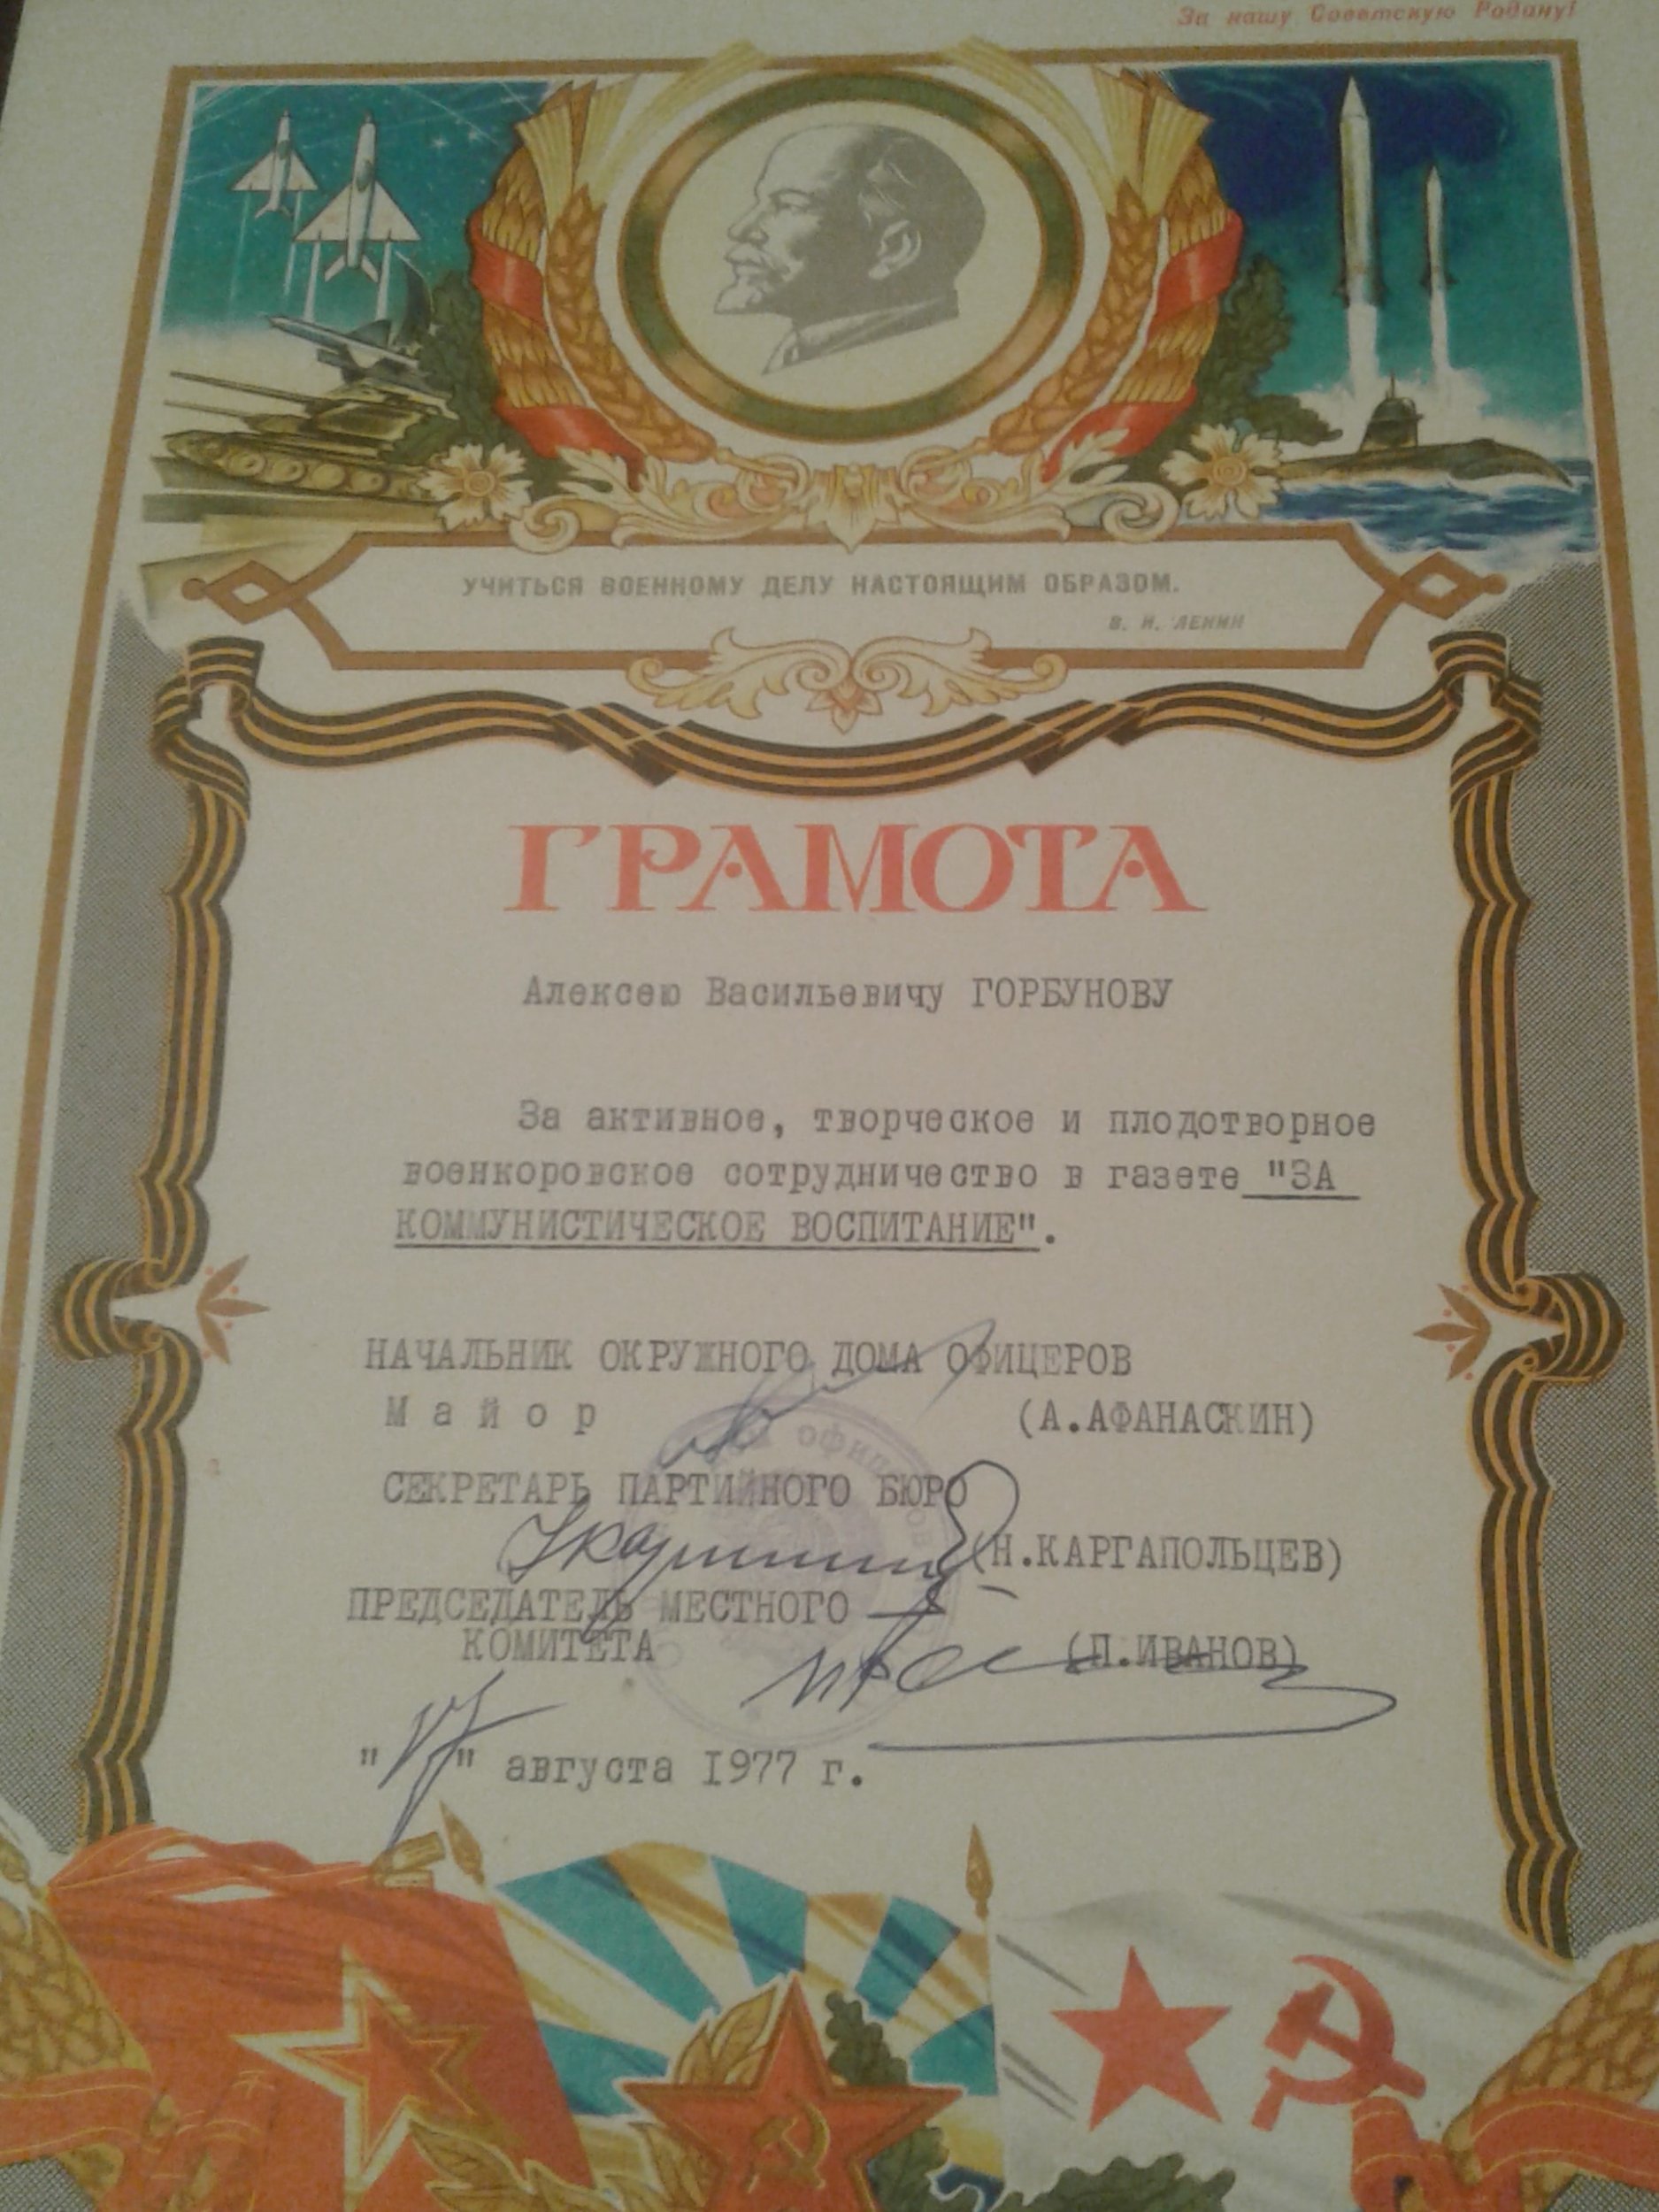 За нашу Советскую Родину!
УЧИТЬСЯ ВОЕННОМУ ДЕЛУ НАСТОЯЩИМ ОБРАЗОМ.
В. И. ЛЕНИН
ГРАМОТА
Алексею Васильевичу ГОРБУНОВУ
За активное, творческое и плодотворное
военкоровское сотрудничество в газете "ЗА
КОММУНИСТИЧЕСКОЕ ВОСПИТАНИЕ".
НАЧАЛЬНИК ОКРУЖНОГО ДОМА ОФИЦЕРОВ
Майор (А.АФАНАСКИН)
офицеров
СЕКРЕТАРЬ ПАРТИЙНОГО БЮРО
(Н.КАРГАПОЛЬЦЕВ)
ПРЕДСЕДАТЕЛЬ МЕСТНОГО
КОМИТЕТА (П.ИВАНОВ)
" " августа 1977 г.